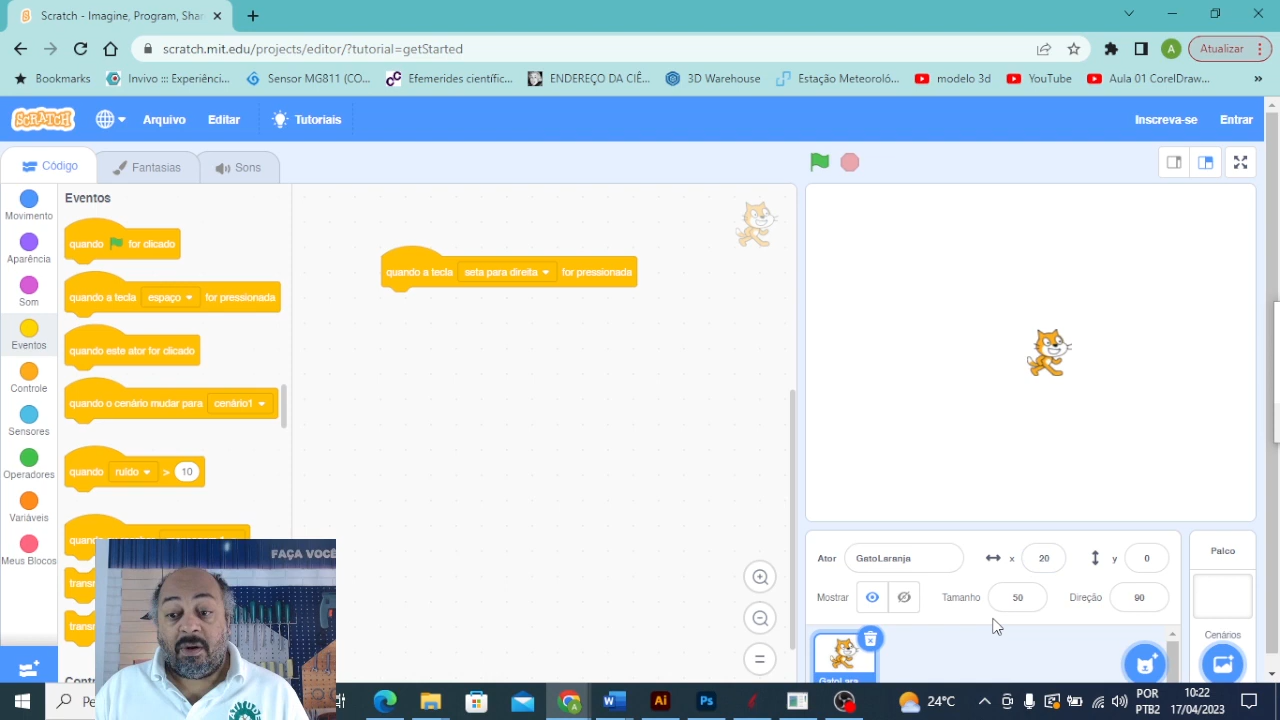 Scratch - Imagine, Program, Shar
scratch.mit.edu/projects/editor/?tutorial=getStarted
A
Atualizar
Bookmarks
Invivo ::: Experiênci...
Sensor MG811 (CO...
Efemerides científic...
ENDEREÇO DA CIÊ...
3D Warehouse
Estação Meteoroló...
modelo 3d
YouTube
Aula 01 CorelDraw...
»
SCRATCH
Arquivo
Editar
Tutoriais
Inscreva-se
Entrar
Código
Fantasias
Sons
Movimento
Aparência
Som
Eventos
Controle
Sensores
Operadores
Variáveis
Meus Blocos
Eventos
quando for clicado
quando a tecla espaço for pressionada
quando este ator for clicado
quando o cenário mudar para cenário1
quando ruído > 10
transm
transm
quando a tecla seta para direita for pressionada
Ator GatoLaranja x 20 y 0
Mostrar Tamanho 50 Direção 90
GatoLara
Palco
Cenários
FAÇA VOCÊ
24°C
POR
PTB2
10:22
17/04/2023